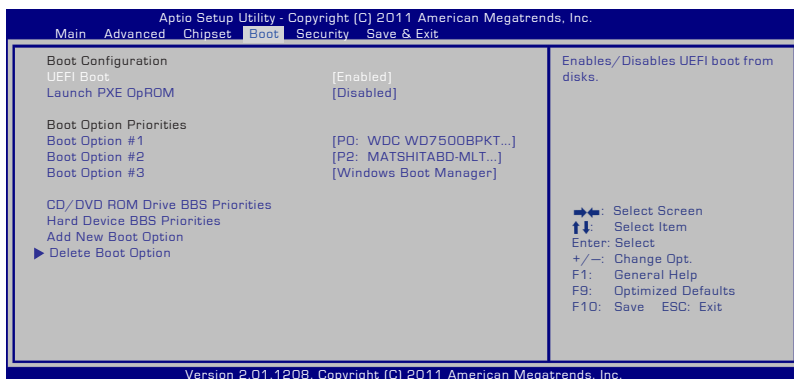 Aptio Setup Utility - Copyright (C) 2011 American Megatrends, Inc.
Main Advanced Chipset Boot Security Save & Exit
Boot Configuration
UEFI Boot [Enabled]
Launch PXE OpROM [Disabled]
Boot Option Priorities
Boot Option #1 [P0: WDC WD7500BPKT...]
Boot Option #2 [P2: MATSHITABD-MLT...]
Boot Option #3 [Windows Boot Manager]
CD/DVD ROM Drive BBS Priorities
Hard Device BBS Priorities
Add New Boot Option
Delete Boot Option
Enables/Disables UEFI boot from
disks.
: Select Screen
: Select Item
Enter: Select
+/—: Change Opt.
F1: General Help
F9: Optimized Defaults
F10: Save ESC: Exit
Version 2.01.1208. Copyright (C) 2011 American Megatrends, Inc.